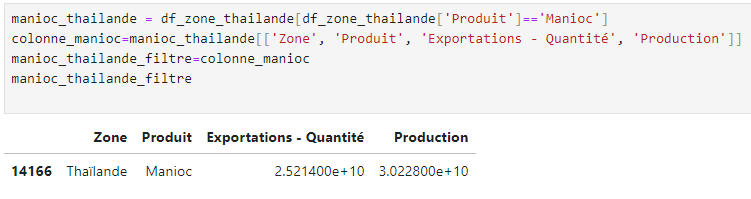 manioc_thailande = df_zone_thailande[df_zone_thailande['Produit']=='Manioc']
colonne_manioc=manioc_thailande[['Zone', 'Produit', 'Exportations - Quantité', 'Production']]
manioc_thailande_filtre=colonne_manioc
manioc_thailande_filtre
Zone Produit Exportations - Quantité Production
14166 Thaïlande Manioc 2.521400e+10 3.022800e+10